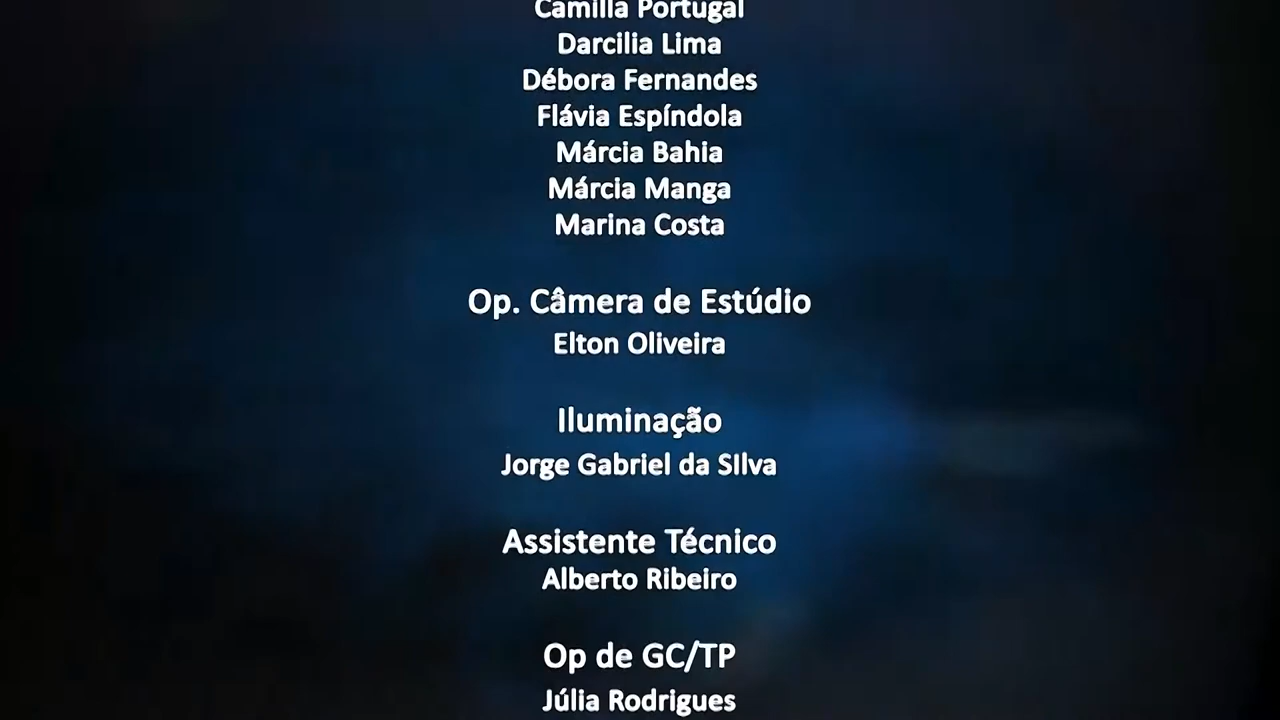 Camilla Portugal
Darcilia Lima
Débora Fernandes
Flávia Espíndola
Márcia Bahia
Márcia Manga
Marina Costa
Op. Câmera de Estúdio
Elton Oliveira
Iluminação
Jorge Gabriel da SIlva
Assistente Técnico
Alberto Ribeiro
Op de GC/TP
Júlia Rodrigues